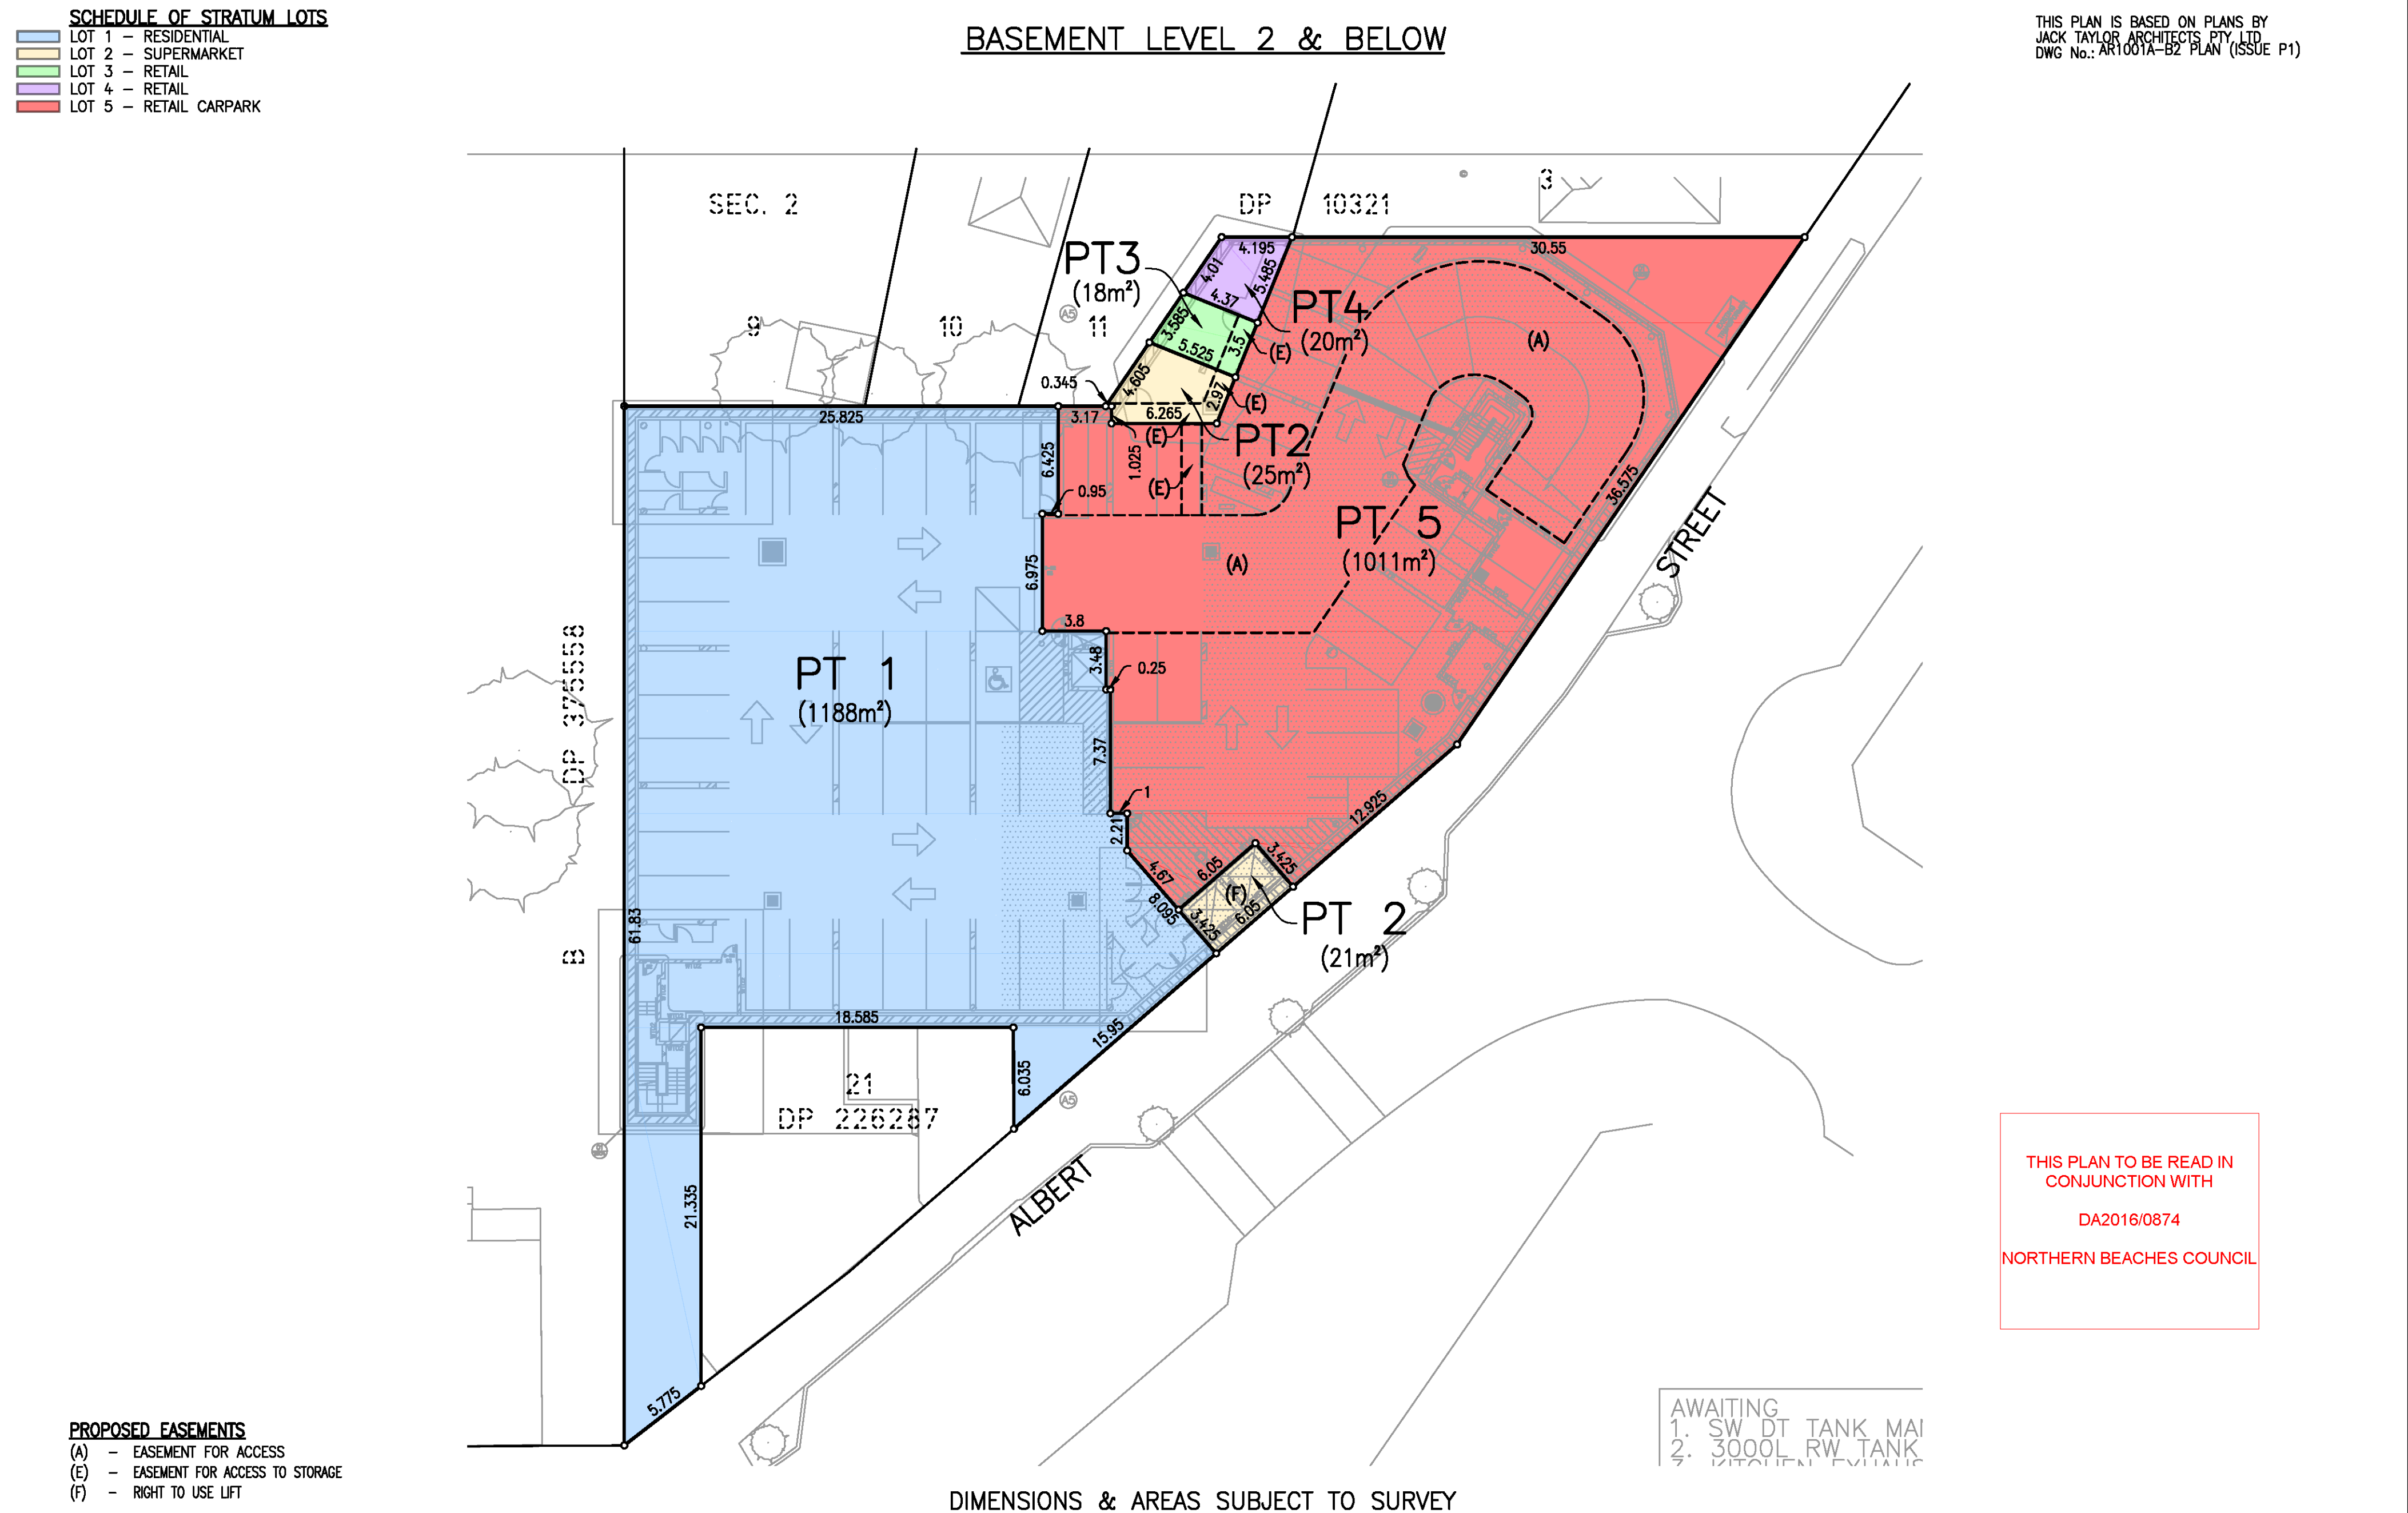 SCHEDULE OF STRATUM LOTS
LOT 1 – RESIDENTIAL
LOT 2 – SUPERMARKET
LOT 3 – RETAIL
LOT 4 – RETAIL
LOT 5 – RETAIL CARPARK
BASEMENT LEVEL 2 & BELOW
THIS PLAN IS BASED ON PLANS BY
JACK TAYLOR ARCHITECTS PTY LTD
DWG No.: AR1001A-B2 PLAN (ISSUE P1)
SEC. 2
DP 10321
3
9
10
11
A5
PT3
(18m²)
4.195
30.55
4.01
5.485
4.37
PT4
(20m²)
3.585
5.525
3.5
(E)
(A)
0.345
4.605
2.97
(E)
25.825
3.17
6.265
(E)
PT2
(25m²)
6.425
1.025
(E)
0.95
36.575
STREET
PT 5
(1011m²)
(A)
6.975
3.8
3.48
0.25
PT 1
(1188m²)
DP 375558
B
7.37
1
2.21
12.925
4.67
6.05
3.425
8.095
(F)
3.425
6.05
PT 2
(21m²)
61.83
18.585
15.95
6.035
21
DP 226287
A5
ALBERT
21.335
5.775
THIS PLAN TO BE READ IN
CONJUNCTION WITH
DA2016/0874
NORTHERN BEACHES COUNCIL
AWAITING
1. SW DT TANK MAI
2. 3000L RW TANK
PROPOSED EASEMENTS
(A) – EASEMENT FOR ACCESS
(E) – EASEMENT FOR ACCESS TO STORAGE
(F) – RIGHT TO USE LIFT
DIMENSIONS & AREAS SUBJECT TO SURVEY